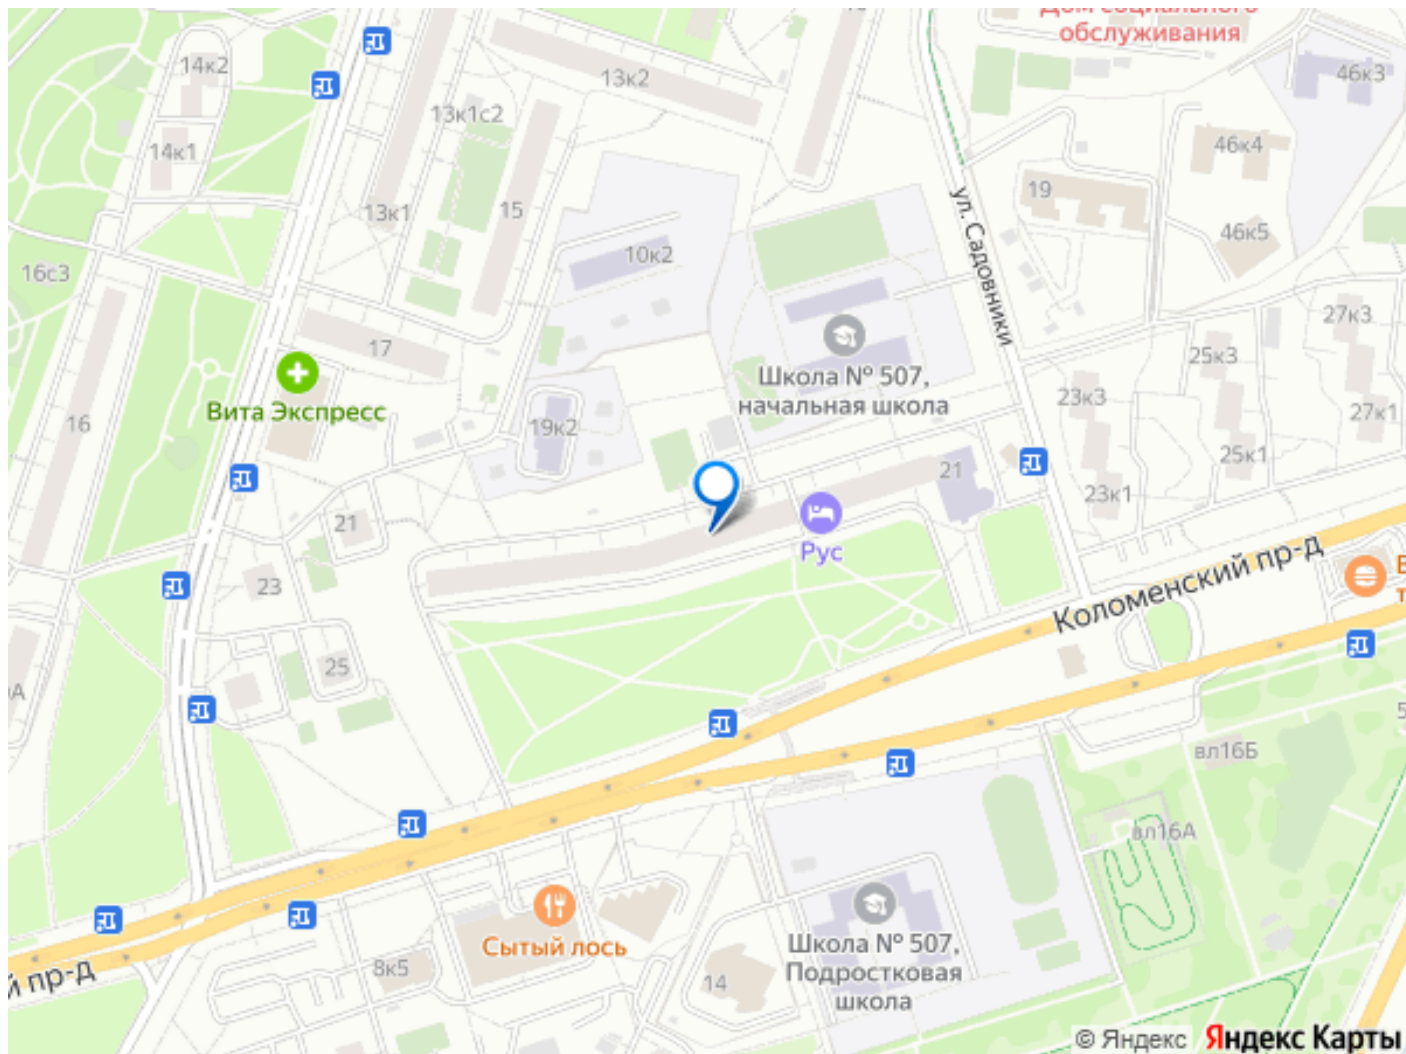 Дом социального
обслуживания
14к2
13к2
46к3
13к1с2
46к4
14к1
19
15
13к1
46к5
ул. Садовники
10к2
16с3
27к3
17
25к3
Школа № 507,
начальная школа
23к3
Вита Экспресс
27к1
16
19к2
25к1
21
23к1
21
Рус
Коломенский пр-д
23
25
вл16Б
вл16А
Сытый лось
Школа № 507,
Подростковая
школа
8к5
14
й пр-д
© Яндекс Яндекс Карты